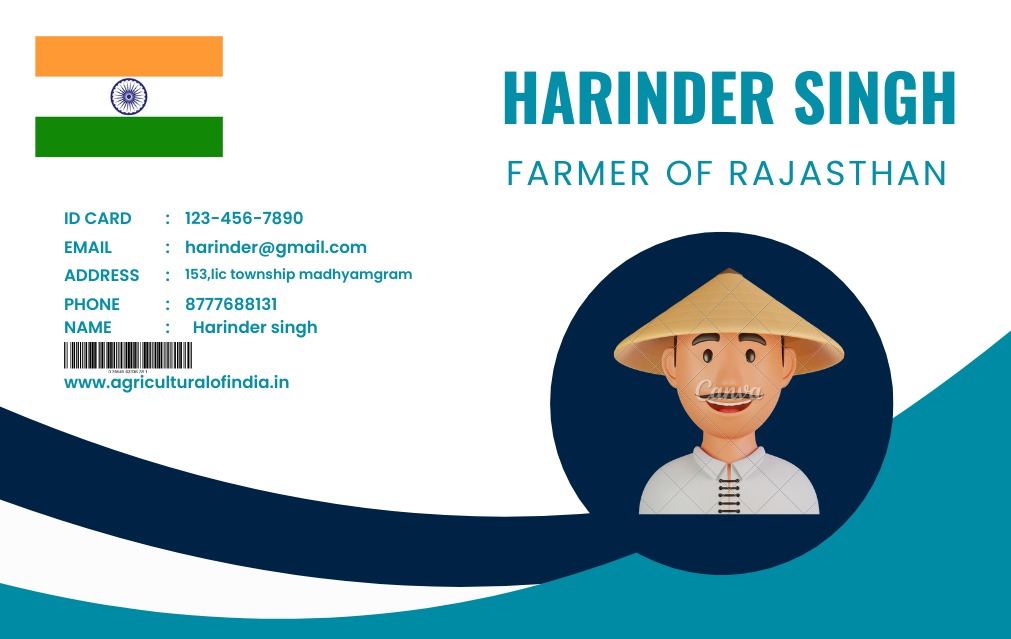 HARINDER SINGH
FARMER OF RAJASTHAN
ID CARD : 123-456-7890
EMAIL : harinder@gmail.com
ADDRESS : 153,lic township madhyamgram
PHONE : 8777688131
NAME : Harinder singh
www.agriculturalofindia.in
Canva